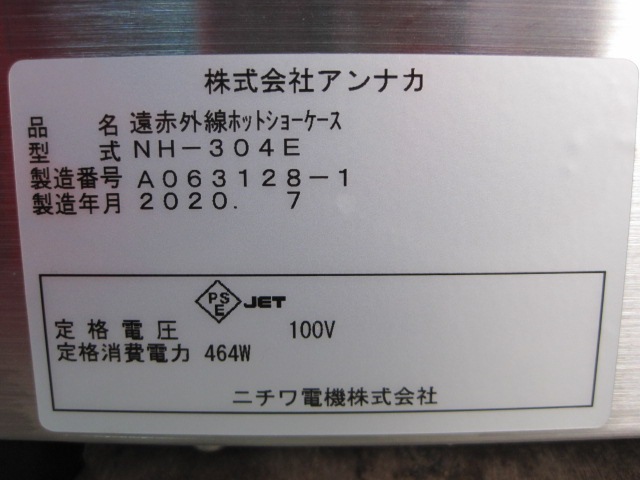 株式会社アンナカ
品 名 遠赤外線ﾎｯﾄｼｮｰｹｰｽ
型 式 NH-304E
製造番号 A063128-1
製造年月 2020. 7
PSE JET
定格電圧 100V
定格消費電力 464W
ニチワ電機株式会社